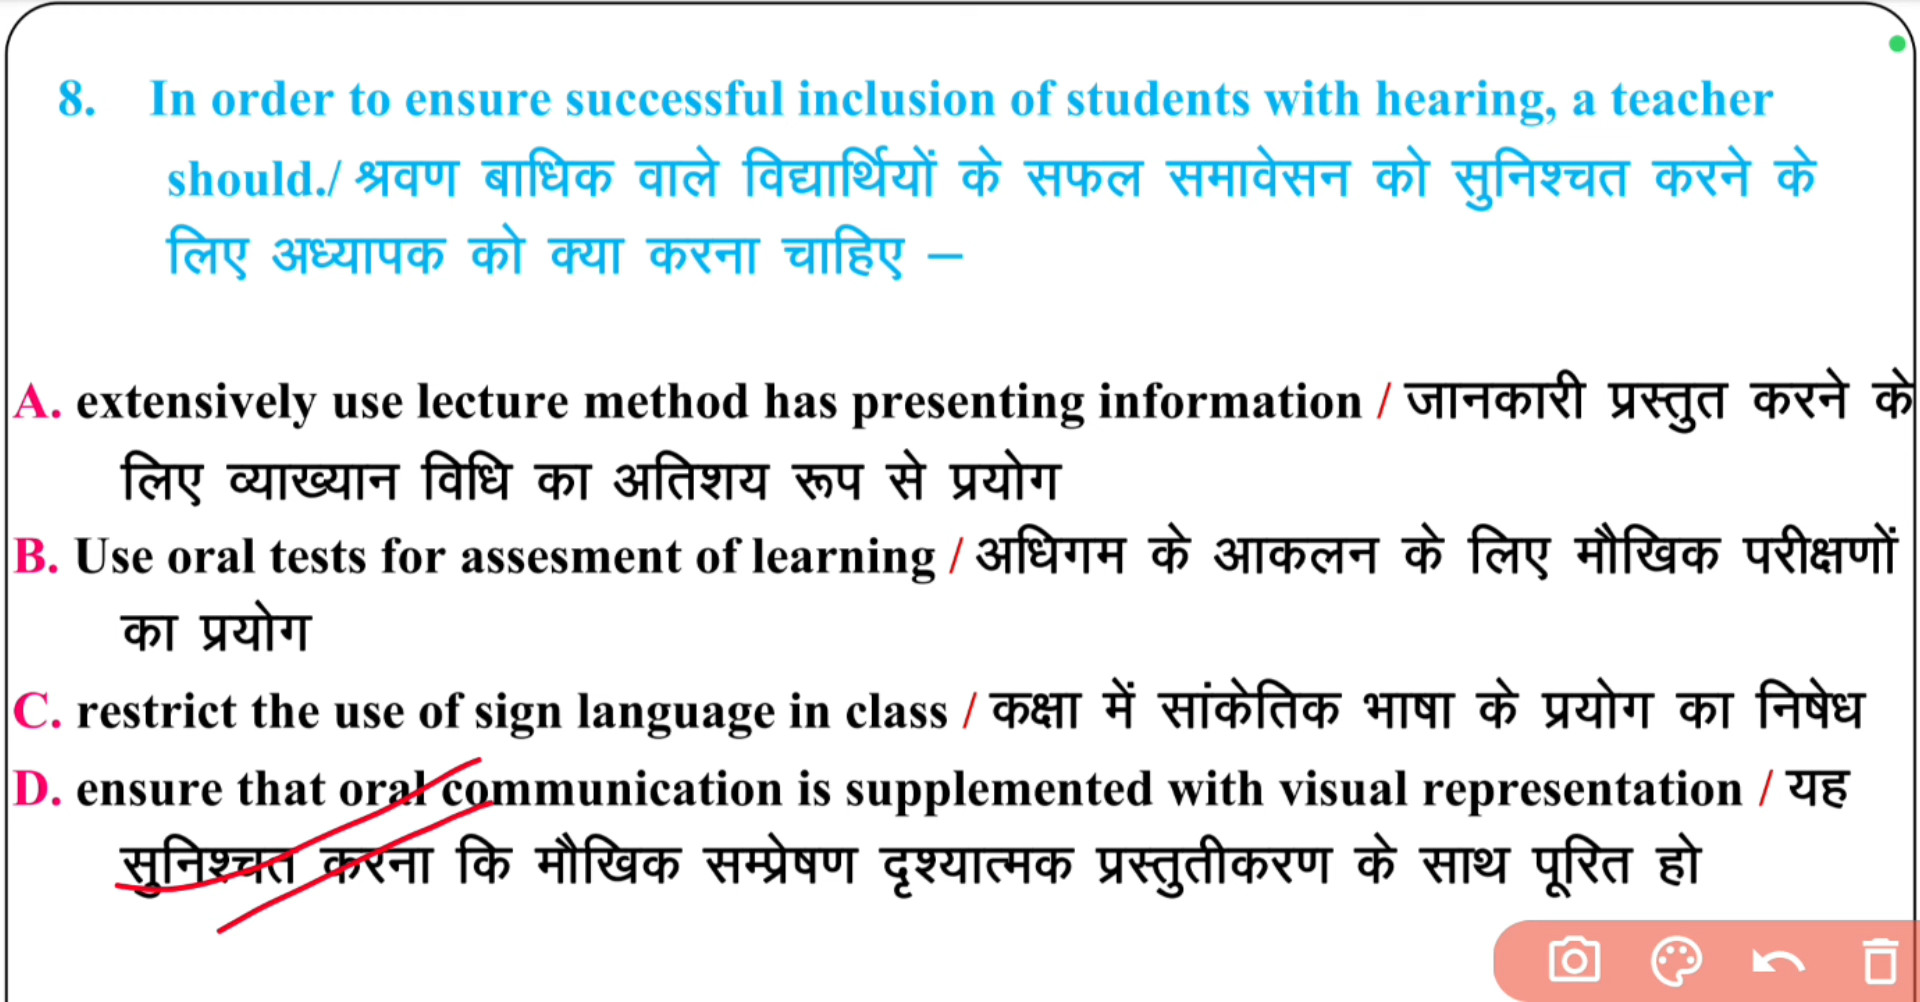 8. In order to ensure successful inclusion of students with hearing, a teacher
should./ श्रवण बाधिक वाले विद्यार्थियों के सफल समावेसन को सुनिश्चत करने के
लिए अध्यापक को क्या करना चाहिए –
A. extensively use lecture method has presenting information / जानकारी प्रस्तुत करने के
लिए व्याख्यान विधि का अतिशय रूप से प्रयोग
B. Use oral tests for assesment of learning / अधिगम के आकलन के लिए मौखिक परीक्षणों
का प्रयोग
C. restrict the use of sign language in class / कक्षा में सांकेतिक भाषा के प्रयोग का निषेध
D. ensure that oral communication is supplemented with visual representation / यह
सुनिश्चत करना कि मौखिक सम्प्रेषण दृश्यात्मक प्रस्तुतीकरण के साथ पूरित हो